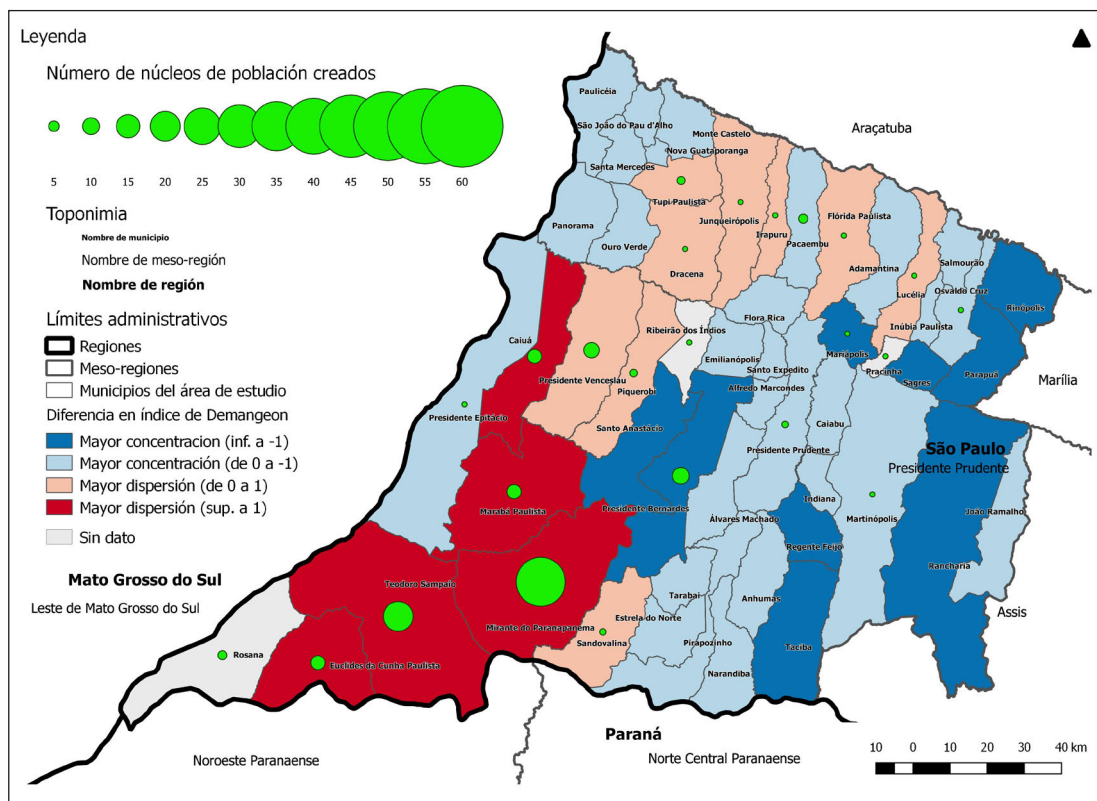 Leyenda
Número de núcleos de población creados
5 10 15 20 25 30 35 40 45 50 55 60
Toponimia
Nombre de municipio
Nombre de meso-región
Nombre de región
Límites administrativos
Regiones
Meso-regiones
Municipios del área de estudio
Diferencia en índice de Demangeon
Mayor concentracion (inf. a -1)
Mayor concentración (de 0 a -1)
Mayor dispersión (de 0 a 1)
Mayor dispersión (sup. a 1)
Sin dato
Paulicéia
São João do Pau d'Alho
Monte Castelo
Nova Guataporanga
Santa Mercedes
Araçatuba
Tupi Paulista
Junqueirópolis
Irapuru
Pacaembu
Flórida Paulista
Panorama
Ouro Verde
Dracena
Adamantina
Salmourão
Lucélia
Osvaldo Cruz
Rinópolis
Inúbia Paulista
Caiuá
Ribeirão dos Índios
Flora Rica
Mariápolis
Emilianópolis
Santo Expedito
Pracinha
Sagres
Parapuã
Marília
Presidente Venceslau
Piquerobi
Alfredo Marcondes
Presidente Epitácio
Santo Anastácio
Caiabu
São Paulo
Presidente Prudente
Presidente Prudente
Marabá Paulista
Presidente Bernardes
Indiana
Álvares Machado
Martinópolis
João Ramalho
Regente Feijó
Rancharia
Mato Grosso do Sul
Leste de Mato Grosso do Sul
Teodoro Sampaio
Tarabai
Anhumas
Assis
Mirante do Paranapanema
Estrela do Norte
Sandovalina
Pirapozinho
Taciba
Rosana
Euclides da Cunha Paulista
Narandiba
Paraná
Noroeste Paranaense
Norte Central Paranaense
10 0 10 20 30 40 km